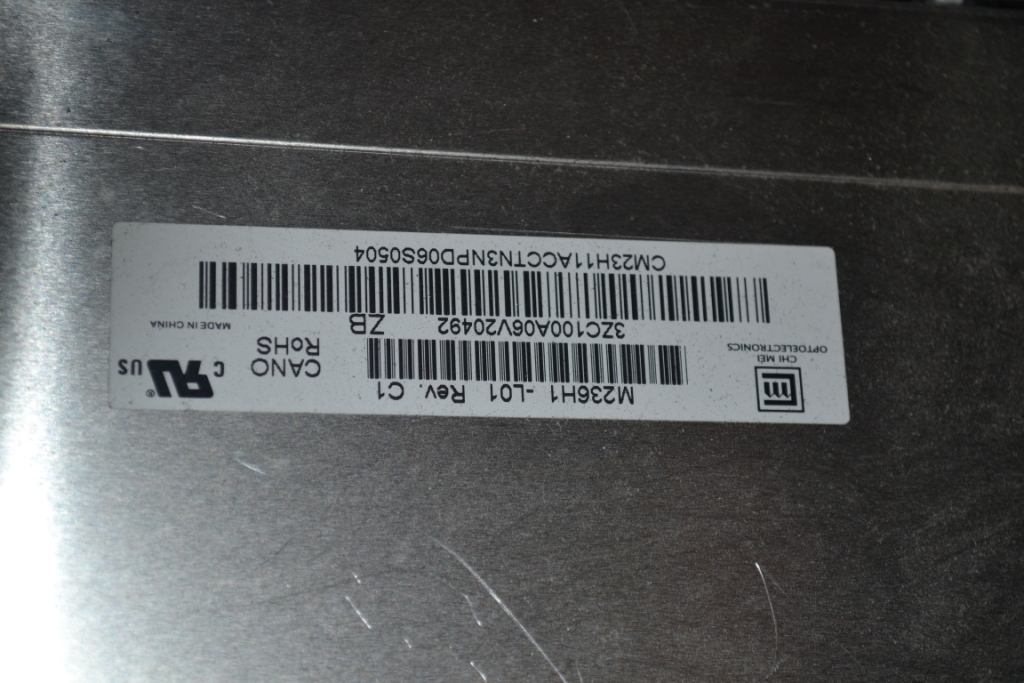 M236H1 -L01 Rev. C1
CHI MEI
OPTOELECTRONICS
CANO
RoHS
C US
®
3ZC100A06V20492 ZB
MADE IN CHINA
CM23H11ACCTN3NPD06S0504